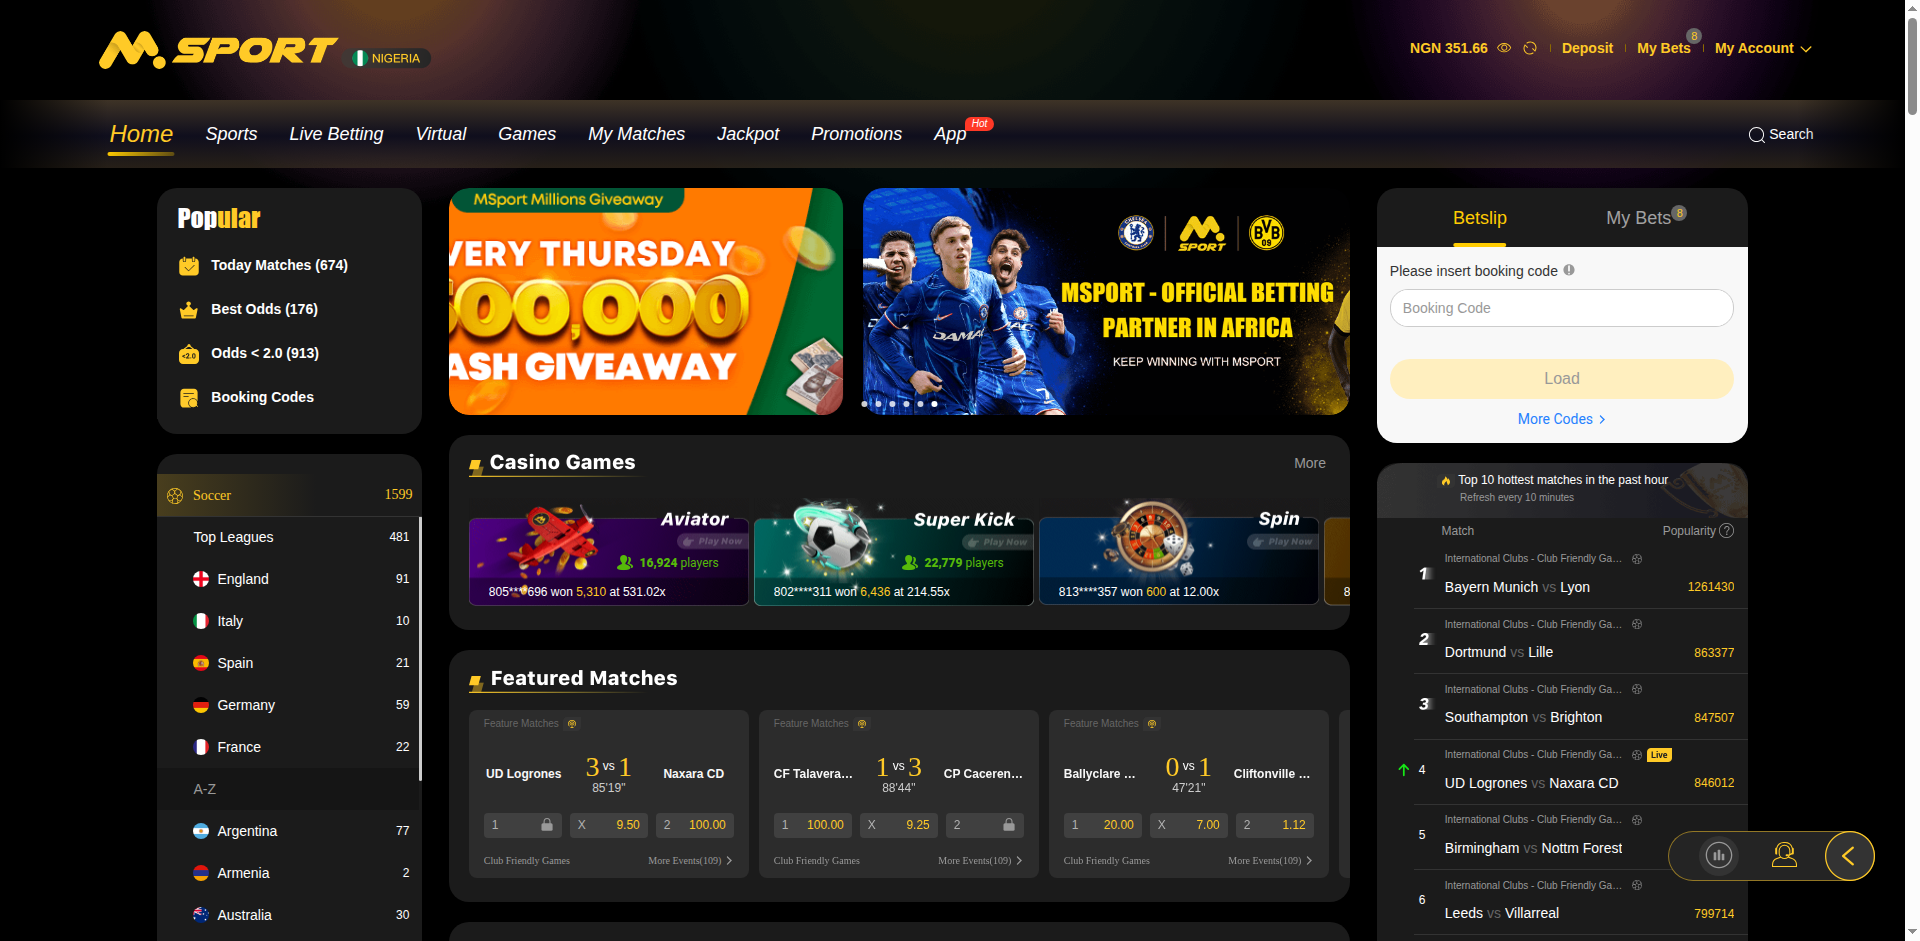 M.SPORT
NIGERIA
NGN 351.66
Deposit
My Bets
8
My Account
Home
Sports
Live Betting
Virtual
Games
My Matches
Jackpot
Promotions
App
Hot
Search
Popular
Today Matches (674)
Best Odds (176)
<2.0
Odds < 2.0 (913)
Booking Codes
Soccer 1599
Top Leagues 481
England 91
Italy 10
Spain 21
Germany 59
France 22
A-Z
Argentina 77
Armenia 2
Australia 30
MSport Millions Giveaway
VERY THURSDAY
00,000
ASH GIVEAWAY
CHELSEA
SPORT
BVB
09
MSPORT - OFFICIAL BETTING
PARTNER IN AFRICA
KEEP WINNING WITH MSPORT
Casino Games
More
Aviator
Play Now
16,924 players
805****696 won 5,310 at 531.02x
Super Kick
Play Now
22,779 players
802****311 won 6,436 at 214.55x
Spin
Play Now
813****357 won 600 at 12.00x
8
Featured Matches
Feature Matches
UD Logrones 3 vs 1 Naxara CD
85'19"
1 X 9.50 2 100.00
Club Friendly Games More Events(109)
Feature Matches
CF Talavera... 1 vs 3 CP Caceren...
88'44"
1 100.00 X 9.25 2
Club Friendly Games More Events(109)
Feature Matches
Ballyclare ... 0 vs 1 Cliftonville ...
47'21"
1 20.00 X 7.00 2 1.12
Club Friendly Games More Events(109)
Betslip
My Bets
8
Please insert booking code
Booking Code
Load
More Codes
Top 10 hottest matches in the past hour
Refresh every 10 minutes
Match Popularity ?
International Clubs - Club Friendly Ga...
1 Bayern Munich vs Lyon 1261430
International Clubs - Club Friendly Ga...
2 Dortmund vs Lille 863377
International Clubs - Club Friendly Ga...
3 Southampton vs Brighton 847507
International Clubs - Club Friendly Ga... Live
4 UD Logrones vs Naxara CD 846012
International Clubs - Club Friendly Ga...
5 Birmingham vs Nottm Forest
International Clubs - Club Friendly Ga...
6 Leeds vs Villarreal 799714